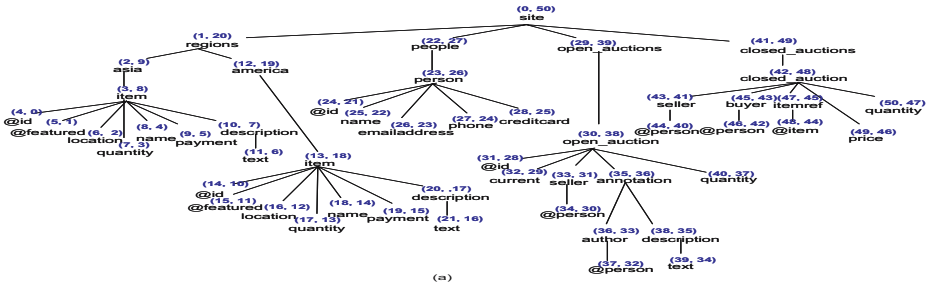 (0, 50)
site
(1, 20)
regions
(22, 27)
people
(29, 39)
open_auctions
(41, 49)
closed_auctions
(2, 9)
asia
(12, 19)
america
(23, 26)
person
(42, 48)
closed_auction
(3, 8)
item
(4, 0)
@id
(5, 1)
@featured
(6, 2)
location
(7, 3)
quantity
(8, 4)
name
(9, 5)
payment
(10, 7)
description
(11, 6)
text
(24, 21)
@id
(25, 22)
name
(26, 23)
emailaddress
(27, 24)
phone
(28, 25)
creditcard
(43, 41)
seller
(44, 40)
@person
(45, 43)
buyer
(46, 42)
@person
(47, 45)
itemref
(48, 44)
@item
(49, 46)
price
(50, 47)
quantity
(13, 18)
item
(14, 10)
@id
(15, 11)
@featured
(16, 12)
location
(17, 13)
quantity
(18, 14)
name
(19, 15)
payment
(20, .17)
description
(21, 16)
text
(30, 38)
open_auction
(31, 28)
@id
(32, 29)
current
(33, 31)
seller
(34, 30)
@person
(35, 36)
annotation
(40, 37)
quantity
(36, 33)
author
(37, 32)
@person
(38, 35)
description
(39, 34)
text
(a)